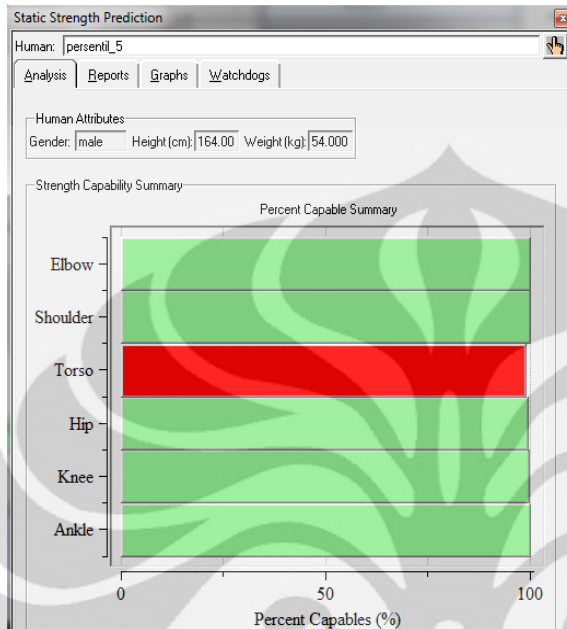 Static Strength Prediction
Human: persentil_5
Analysis Reports Graphs Watchdogs
Human Attributes
Gender: male Height (cm): 164.00 Weight (kg): 54.000
Strength Capability Summary
Percent Capable Summary
Elbow
Shoulder
Torso
Hip
Knee
Ankle
0 50 100
Percent Capables (%)